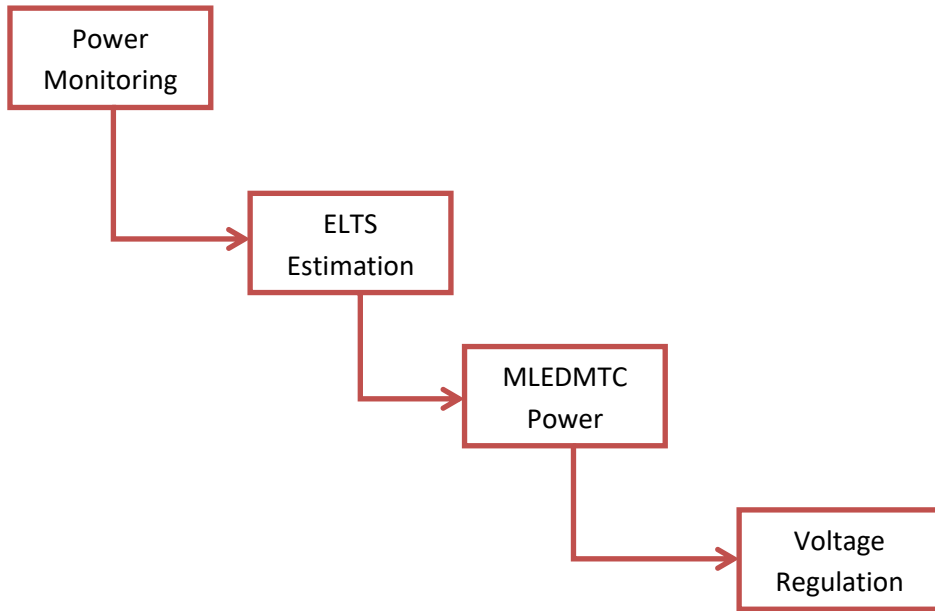 Power
Monitoring
ELTS
Estimation
MLEDMTC
Power
Voltage
Regulation